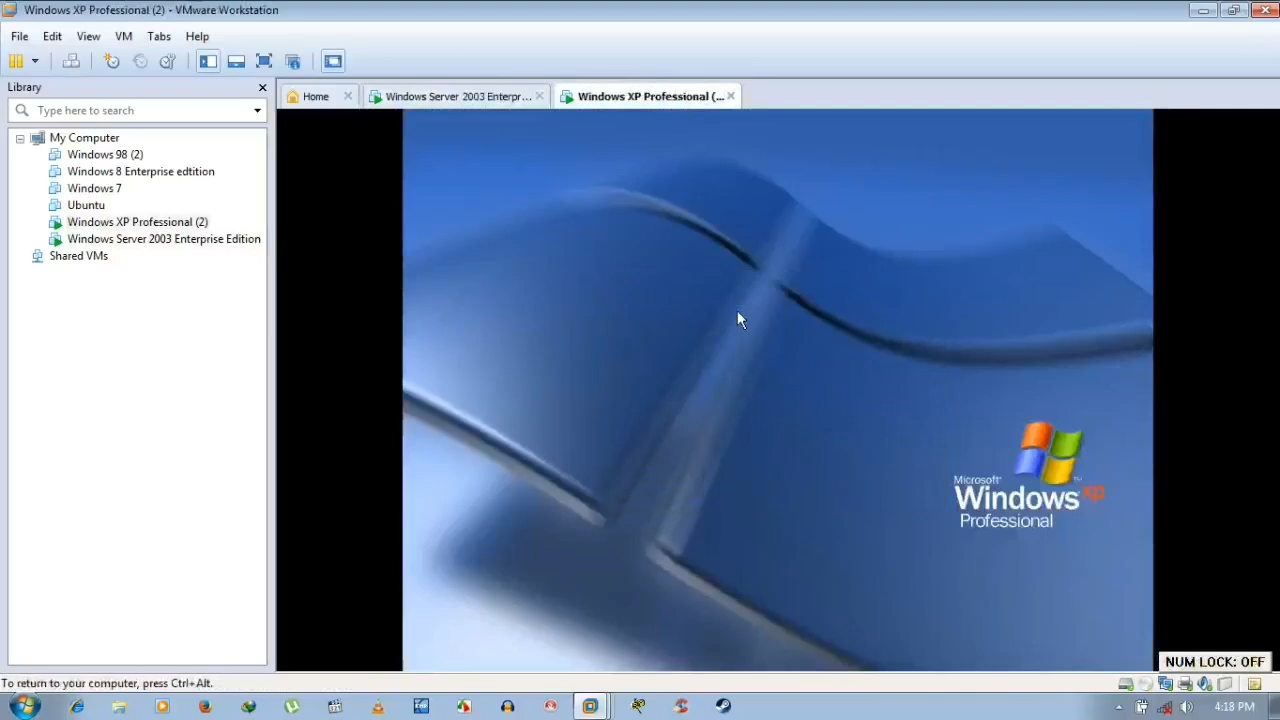 Windows XP Professional (2) - VMware Workstation
File Edit View VM Tabs Help
Library
Type here to search
My Computer
Windows 98 (2)
Windows 8 Enterprise edtition
Windows 7
Ubuntu
Windows XP Professional (2)
Windows Server 2003 Enterprise Edition
Shared VMs
Home
Windows Server 2003 Enterpr...
Windows XP Professional (...
Microsoft
Windows xp
Professional
NUM LOCK: OFF
To return to your computer, press Ctrl+Alt.
4:18 PM